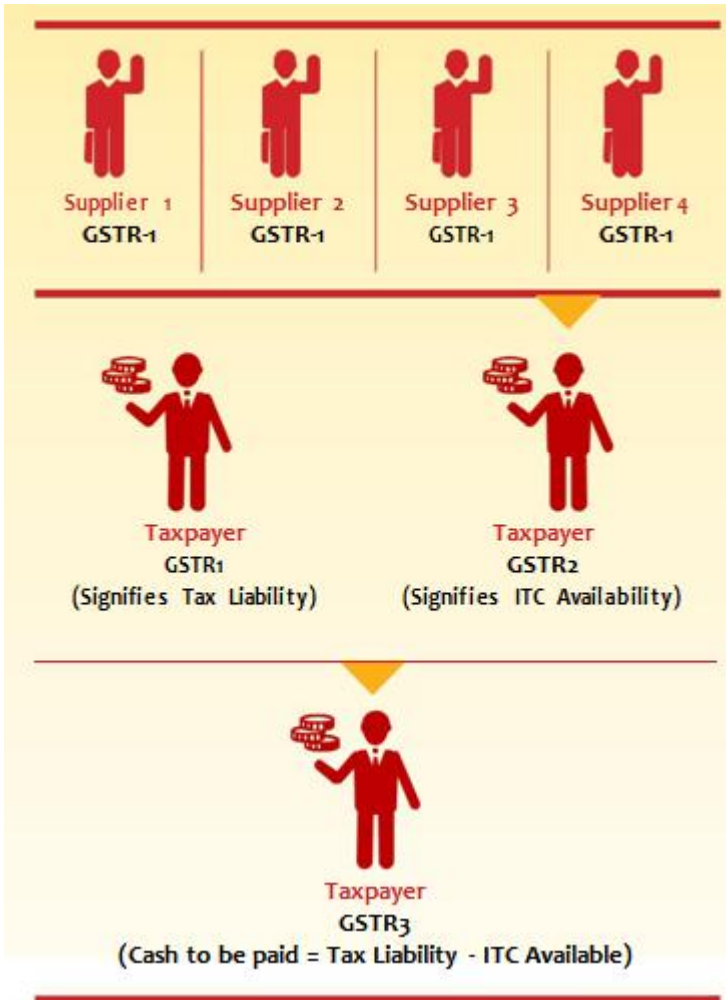 Supplier 1 Supplier 2 Supplier 3 Supplier 4
GSTR-1 GSTR-1 GSTR-1 GSTR-1
Taxpayer Taxpayer
GSTR1 GSTR2
(Signifies Tax Liability) (Signifies ITC Availability)
Taxpayer
GSTR3
(Cash to be paid = Tax Liability - ITC Available)